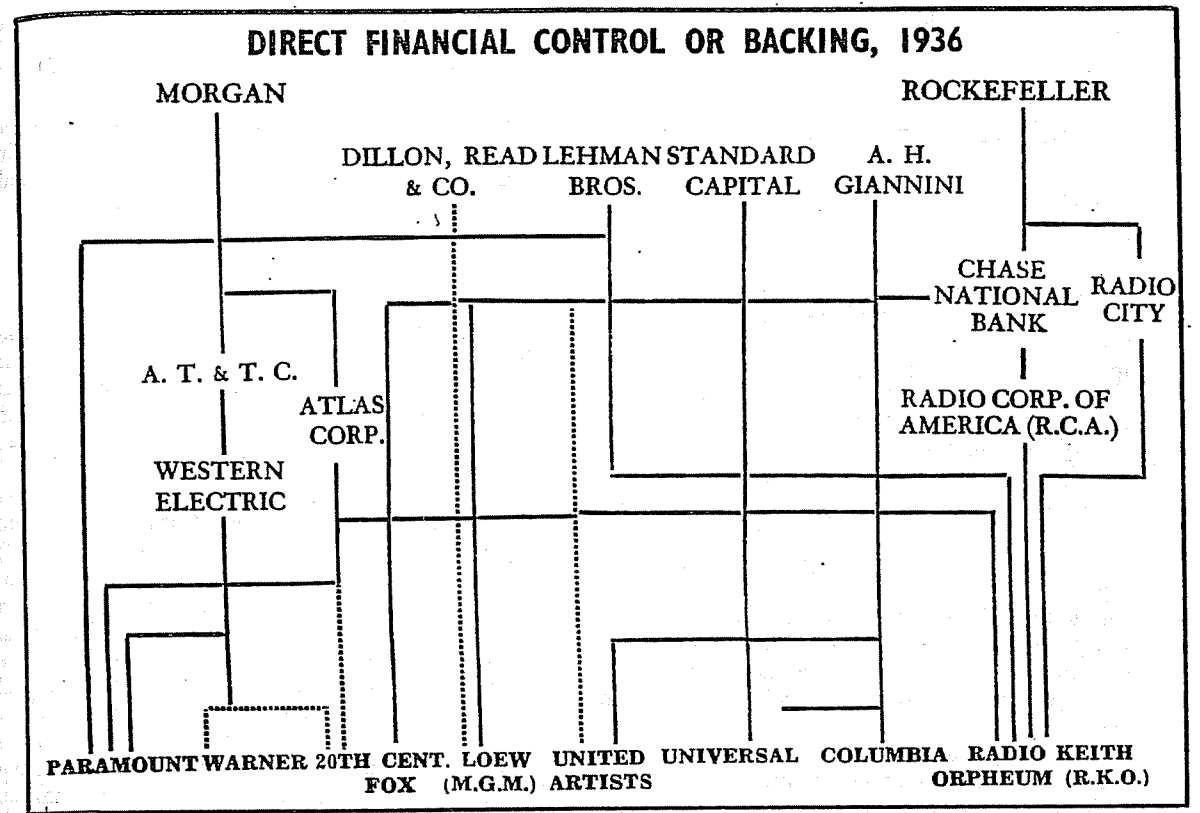 DIRECT FINANCIAL CONTROL OR BACKING, 1936
MORGAN
ROCKEFELLER
DILLON, READ
& CO.
LEHMAN
BROS.
STANDARD
CAPITAL
A. H.
GIANNINI
CHASE
NATIONAL
BANK
RADIO
CITY
A. T. & T. C.
ATLAS
CORP.
RADIO CORP. OF
AMERICA (R.C.A.)
WESTERN
ELECTRIC
PARAMOUNT
WARNER
20TH CENT.
FOX
LOEW
(M.G.M.)
UNITED
ARTISTS
UNIVERSAL
COLUMBIA
RADIO KEITH
ORPHEUM (R.K.O.)